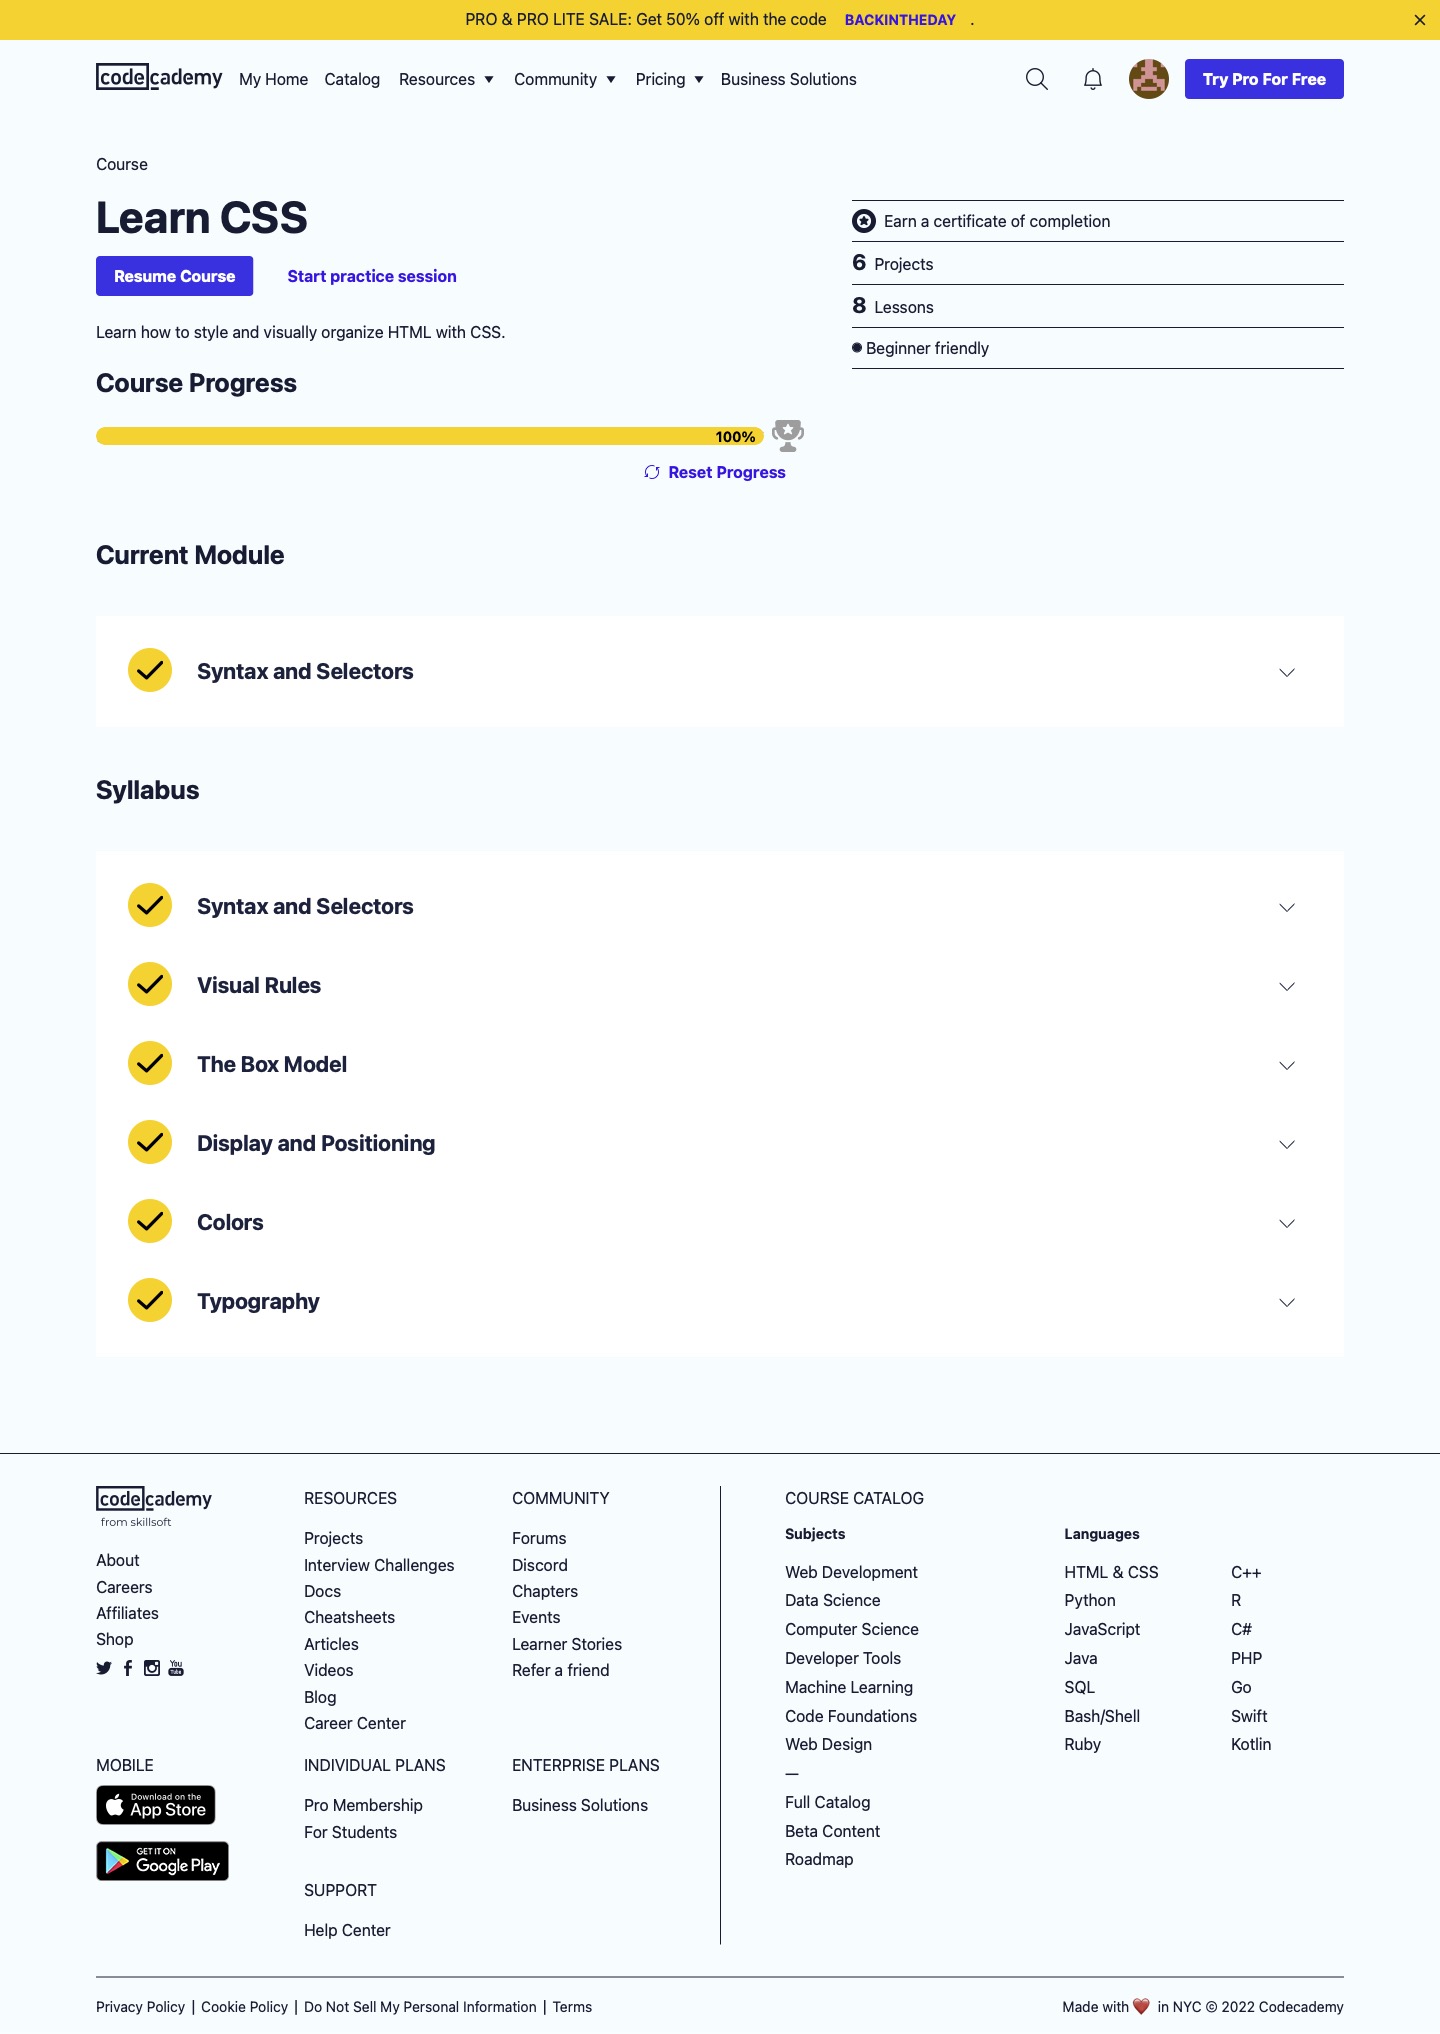 PRO & PRO LITE SALE: Get 50% off with the code BACKINTHEDAY .
codecademy My Home Catalog Resources Community Pricing Business Solutions Try Pro For Free
Course
Learn CSS
Resume Course Start practice session
Learn how to style and visually organize HTML with CSS.
Earn a certificate of completion
6 Projects
8 Lessons
Beginner friendly
Course Progress
100%
Reset Progress
Current Module
Syntax and Selectors
Syllabus
Syntax and Selectors
Visual Rules
The Box Model
Display and Positioning
Colors
Typography
codecademy
from skillsoft
About
Careers
Affiliates
Shop
You
Tube
MOBILE
Download on the
App Store
GET IT ON
Google Play
RESOURCES
Projects
Interview Challenges
Docs
Cheatsheets
Articles
Videos
Blog
Career Center
COMMUNITY
Forums
Discord
Chapters
Events
Learner Stories
Refer a friend
INDIVIDUAL PLANS
Pro Membership
For Students
ENTERPRISE PLANS
Business Solutions
SUPPORT
Help Center
COURSE CATALOG
Subjects
Web Development
Data Science
Computer Science
Developer Tools
Machine Learning
Code Foundations
Web Design
—
Full Catalog
Beta Content
Roadmap
Languages
HTML & CSS
Python
JavaScript
Java
SQL
Bash/Shell
Ruby
C++
R
C#
PHP
Go
Swift
Kotlin
Privacy Policy | Cookie Policy | Do Not Sell My Personal Information | Terms
Made with ❤️ in NYC © 2022 Codecademy